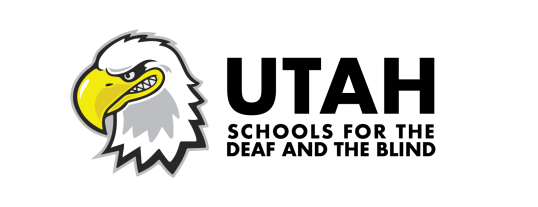 UTAH
SCHOOLS FOR THE
DEAF AND THE BLIND